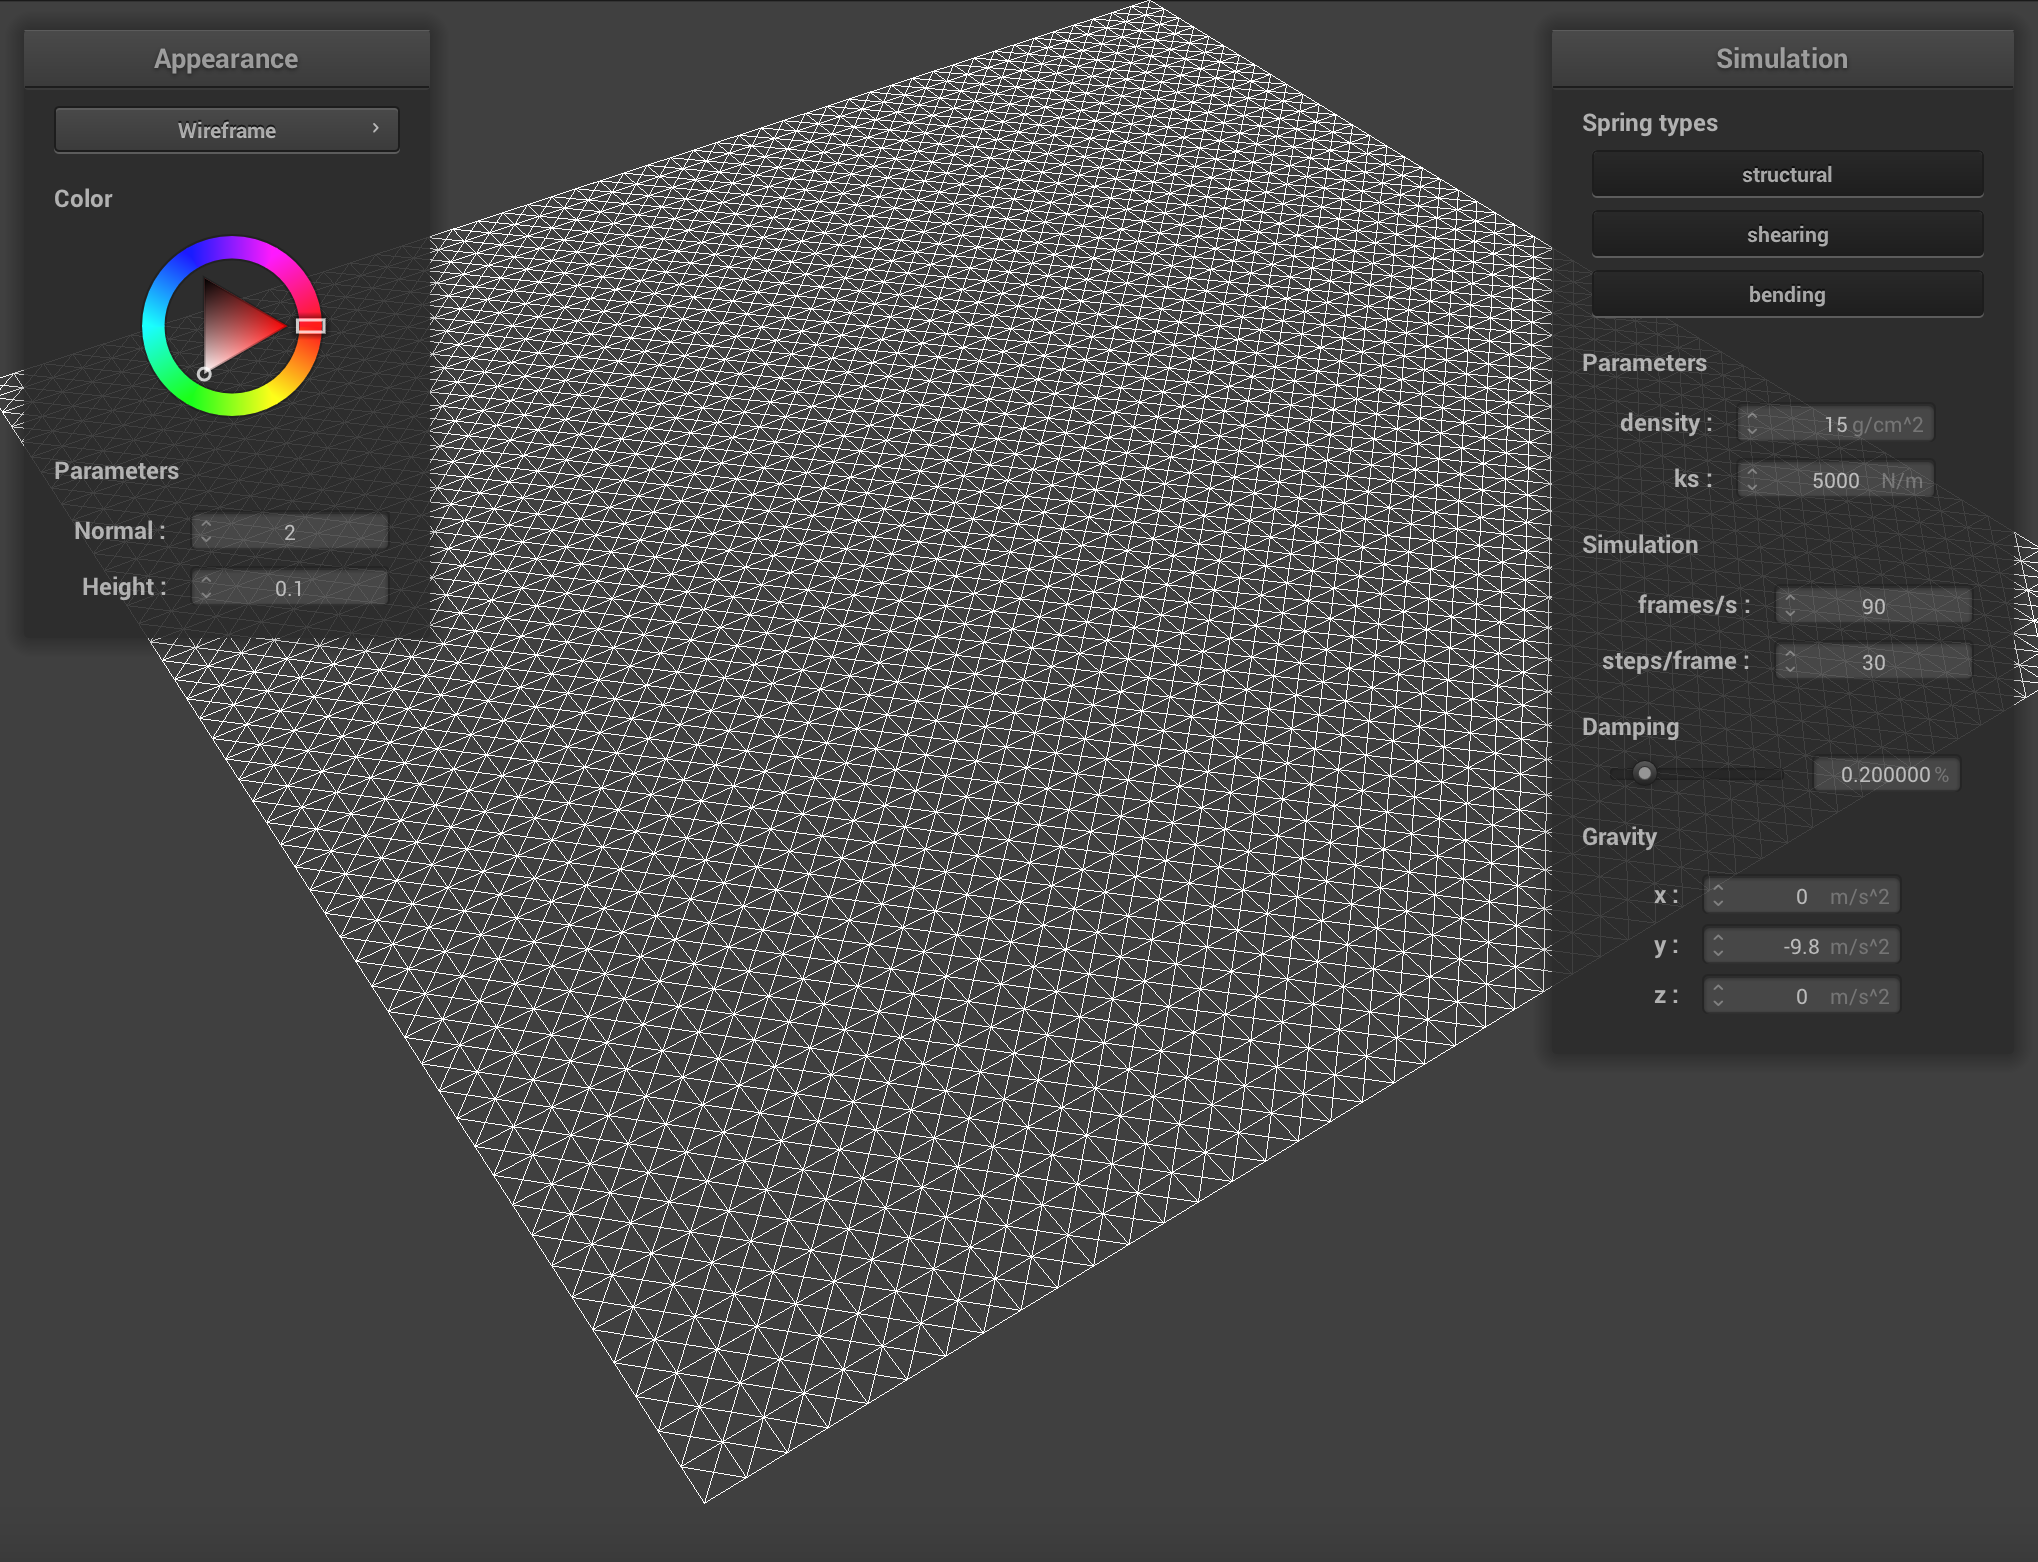 Appearance
Wireframe
Color
Parameters
Normal : 2
Height : 0.1
Simulation
Spring types
structural
shearing
bending
Parameters
density : 15 g/cm^2
ks : 5000 N/m
Simulation
frames/s : 90
steps/frame : 30
Damping
0.200000 %
Gravity
x : 0 m/s^2
y : -9.8 m/s^2
z : 0 m/s^2